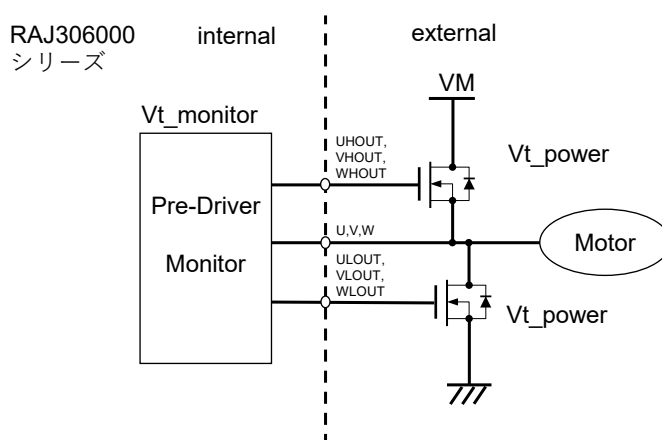 RAJ306000
シリーズ
internal
external
VM
Vt_monitor
UHOUT,
VHOUT,
WHOUT
Vt_power
Pre-Driver
U,V,W
Motor
Monitor
ULOUT,
VLOUT,
WLOUT
Vt_power